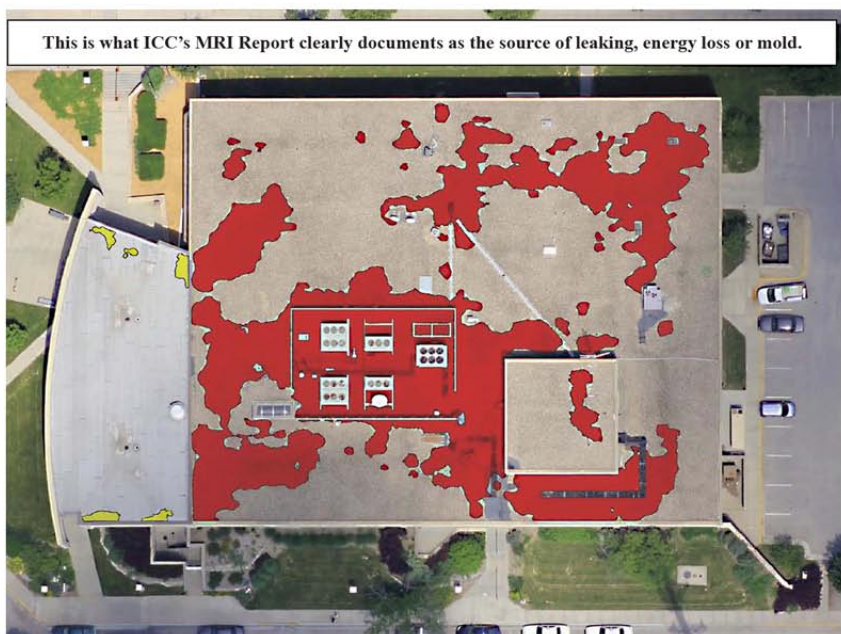 This is what ICC's MRI Report clearly documents as the source of leaking, energy loss or mold.